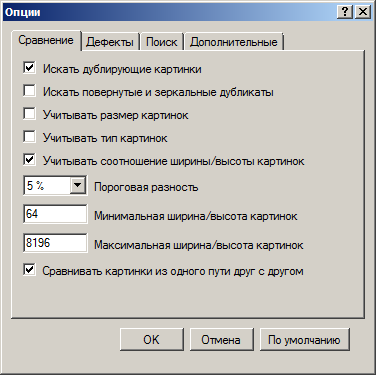 Опции
Сравнение Дефекты Поиск Дополнительные
Искать дублирующие картинки
Искать повернутые и зеркальные дубликаты
Учитывать размер картинок
Учитывать тип картинок
Учитывать соотношение ширины/высоты картинок
5 % Пороговая разность
64 Минимальная ширина/высота картинок
8196 Максимальная ширина/высота картинок
Сравнивать картинки из одного пути друг с другом
OK Отмена По умолчанию